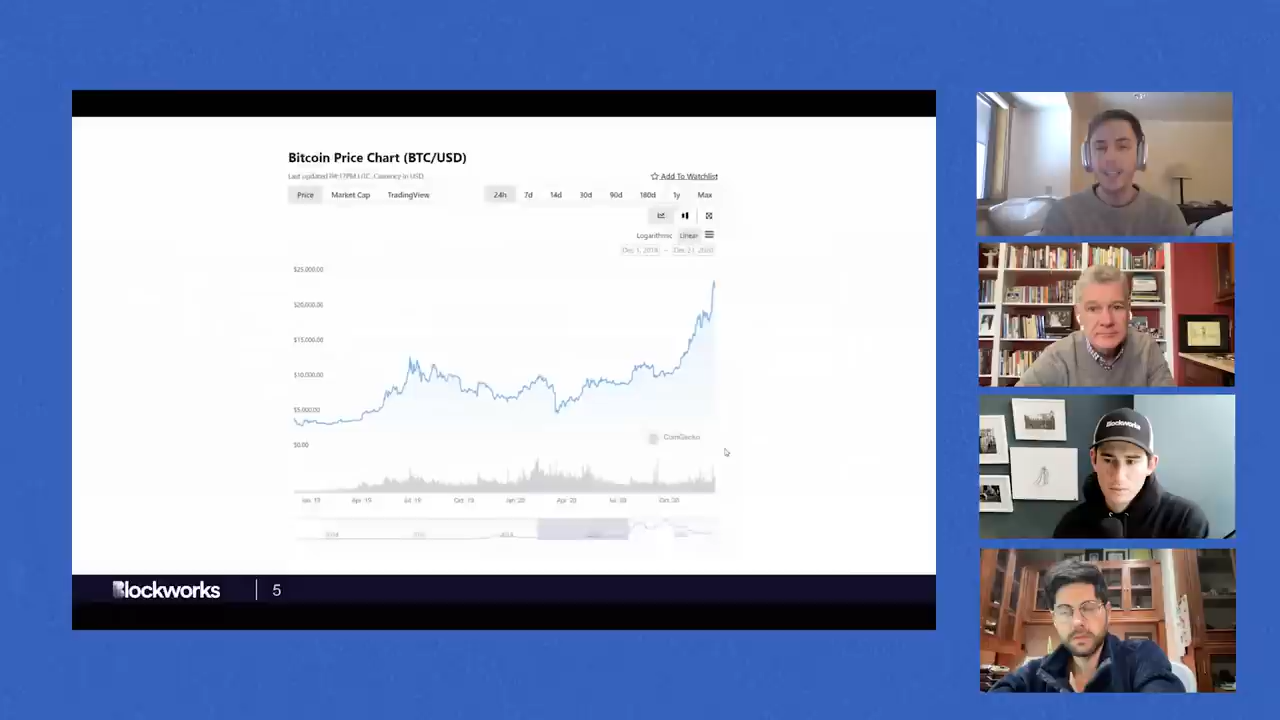 Bitcoin Price Chart (BTC/USD)
Add To Watchlist
Price Market Cap TradingView 24h 7d 14d 30d 90d 180d 1y Max
Logarithmic Linear
$25,000.00
$20,000.00
$15,000.00
$10,000.00
$5,000.00
$0.00
CoinGecko
Blockworks 5
Blockworks